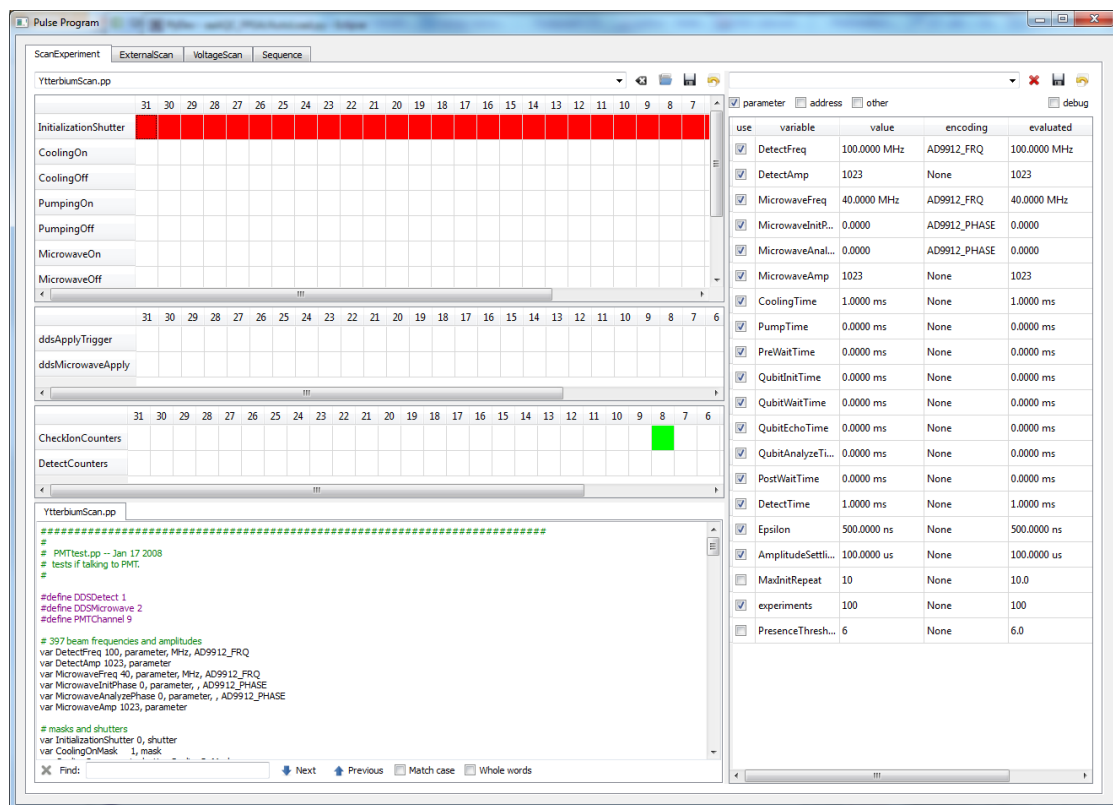 Pulse Program
ScanExperiment ExternalScan VoltageScan Sequence
YtterbiumScan.pp
31 30 29 28 27 26 25 24 23 22 21 20 19 18 17 16 15 14 13 12 11 10 9 8 7
InitializationShutter
CoolingOn
CoolingOff
PumpingOn
PumpingOff
MicrowaveOn
MicrowaveOff
31 30 29 28 27 26 25 24 23 22 21 20 19 18 17 16 15 14 13 12 11 10 9 8 7 6
ddsApplyTrigger
ddsMicrowaveApply
31 30 29 28 27 26 25 24 23 22 21 20 19 18 17 16 15 14 13 12 11 10 9 8 7 6
CheckIonCounters
DetectCounters
YtterbiumScan.pp
############################################################################
#
# PMTtest.pp -- Jan 17 2008
# tests if talking to PMT.
#
#define DDSDetect 1
#define DDSMicrowave 2
#define PMTChannel 9
# 397 beam frequencies and amplitudes
var DetectFreq 100, parameter, MHz, AD9912_FRQ
var DetectAmp 1023, parameter
var MicrowaveFreq 40, parameter, MHz, AD9912_FRQ
var MicrowaveInitPhase 0, parameter, , AD9912_PHASE
var MicrowaveAnalyzePhase 0, parameter, , AD9912_PHASE
var MicrowaveAmp 1023, parameter
# masks and shutters
var InitializationShutter 0, shutter
var CoolingOnMask 1, mask
Find: Next Previous Match case Whole words
parameter address other debug
use variable value encoding evaluated
DetectFreq 100.0000 MHz AD9912_FRQ 100.0000 MHz
DetectAmp 1023 None 1023
MicrowaveFreq 40.0000 MHz AD9912_FRQ 40.0000 MHz
MicrowaveInitP... 0.0000 AD9912_PHASE 0.0000
MicrowaveAnal... 0.0000 AD9912_PHASE 0.0000
MicrowaveAmp 1023 None 1023
CoolingTime 1.0000 ms None 1.0000 ms
PumpTime 0.0000 ms None 0.0000 ms
PreWaitTime 0.0000 ms None 0.0000 ms
QubitInitTime 0.0000 ms None 0.0000 ms
QubitWaitTime 0.0000 ms None 0.0000 ms
QubitEchoTime 0.0000 ms None 0.0000 ms
QubitAnalyzeTi... 0.0000 ms None 0.0000 ms
PostWaitTime 0.0000 ms None 0.0000 ms
DetectTime 1.0000 ms None 1.0000 ms
Epsilon 500.0000 ns None 500.0000 ns
AmplitudeSettli... 100.0000 us None 100.0000 us
MaxInitRepeat 10 None 10.0
experiments 100 None 100
PresenceThresh... 6 None 6.0